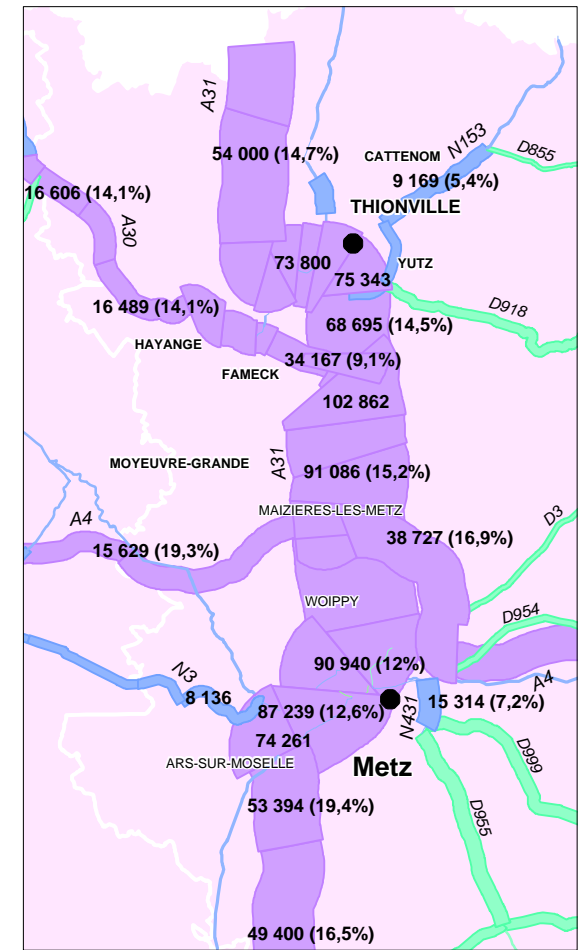 A31
54 000 (14,7%)
CATTENOM
N153
D855
9 169 (5,4%)
16 606 (14,1%)
THIONVILLE
A30
73 800
YUTZ
75 343
16 489 (14,1%)
D918
68 695 (14,5%)
HAYANGE
34 167 (9,1%)
FAMECK
102 862
MOYEUVRE-GRANDE
A31
91 086 (15,2%)
MAIZIERES-LES-METZ
A4
D3
38 727 (16,9%)
15 629 (19,3%)
WOIPPY
D954
90 940 (12%)
N3
A4
8 136
15 314 (7,2%)
87 239 (12,6%)
N431
74 261
ARS-SUR-MOSELLE
Metz
D999
53 394 (19,4%)
D955
49 400 (16,5%)